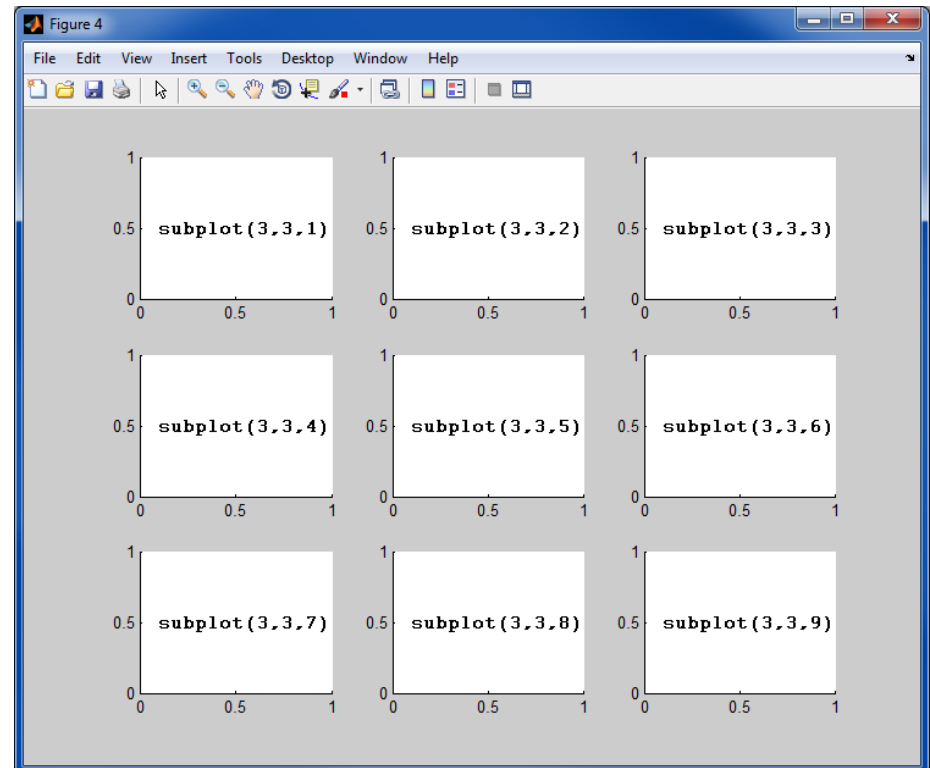 Figure 4
File Edit View Insert Tools Desktop Window Help
1 1 1
0.5 subplot(3,3,1) 0.5 subplot(3,3,2) 0.5 subplot(3,3,3)
0 0 0
0 0.5 1 0 0.5 1 0 0.5 1
1 1 1
0.5 subplot(3,3,4) 0.5 subplot(3,3,5) 0.5 subplot(3,3,6)
0 0 0
0 0.5 1 0 0.5 1 0 0.5 1
1 1 1
0.5 subplot(3,3,7) 0.5 subplot(3,3,8) 0.5 subplot(3,3,9)
0 0 0
0 0.5 1 0 0.5 1 0 0.5 1